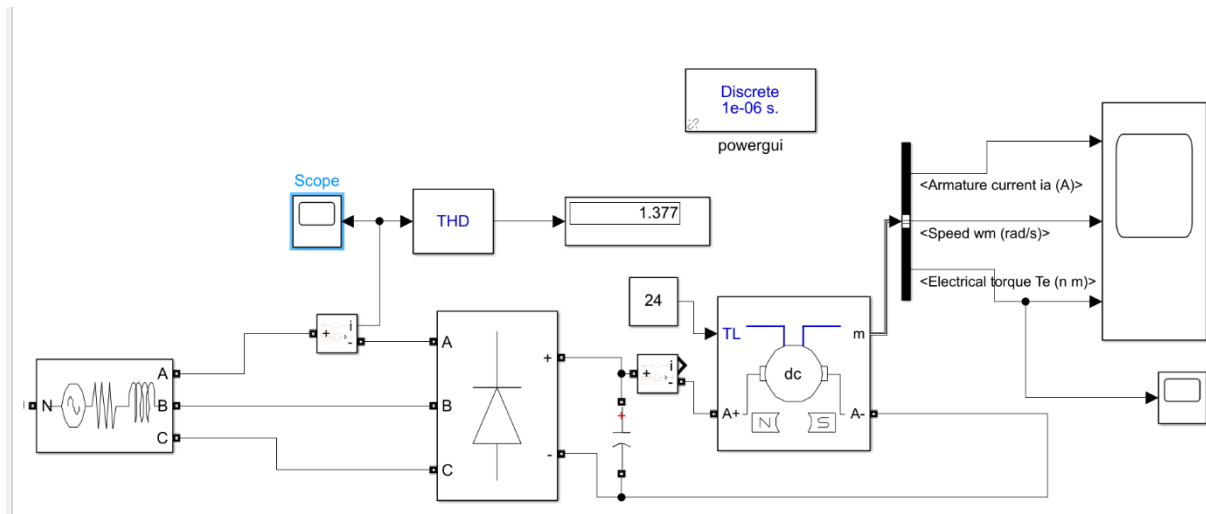 Discrete
1e-06 s.
powergui
Scope
THD
1.377
<Armature current ia (A)>
<Speed wm (rad/s)>
<Electrical torque Te (n m)>
24
TL
m
dc
A+
A-
N
S
i
+
-
i
+
-
A
B
C
+
-
N
A
B
C
+